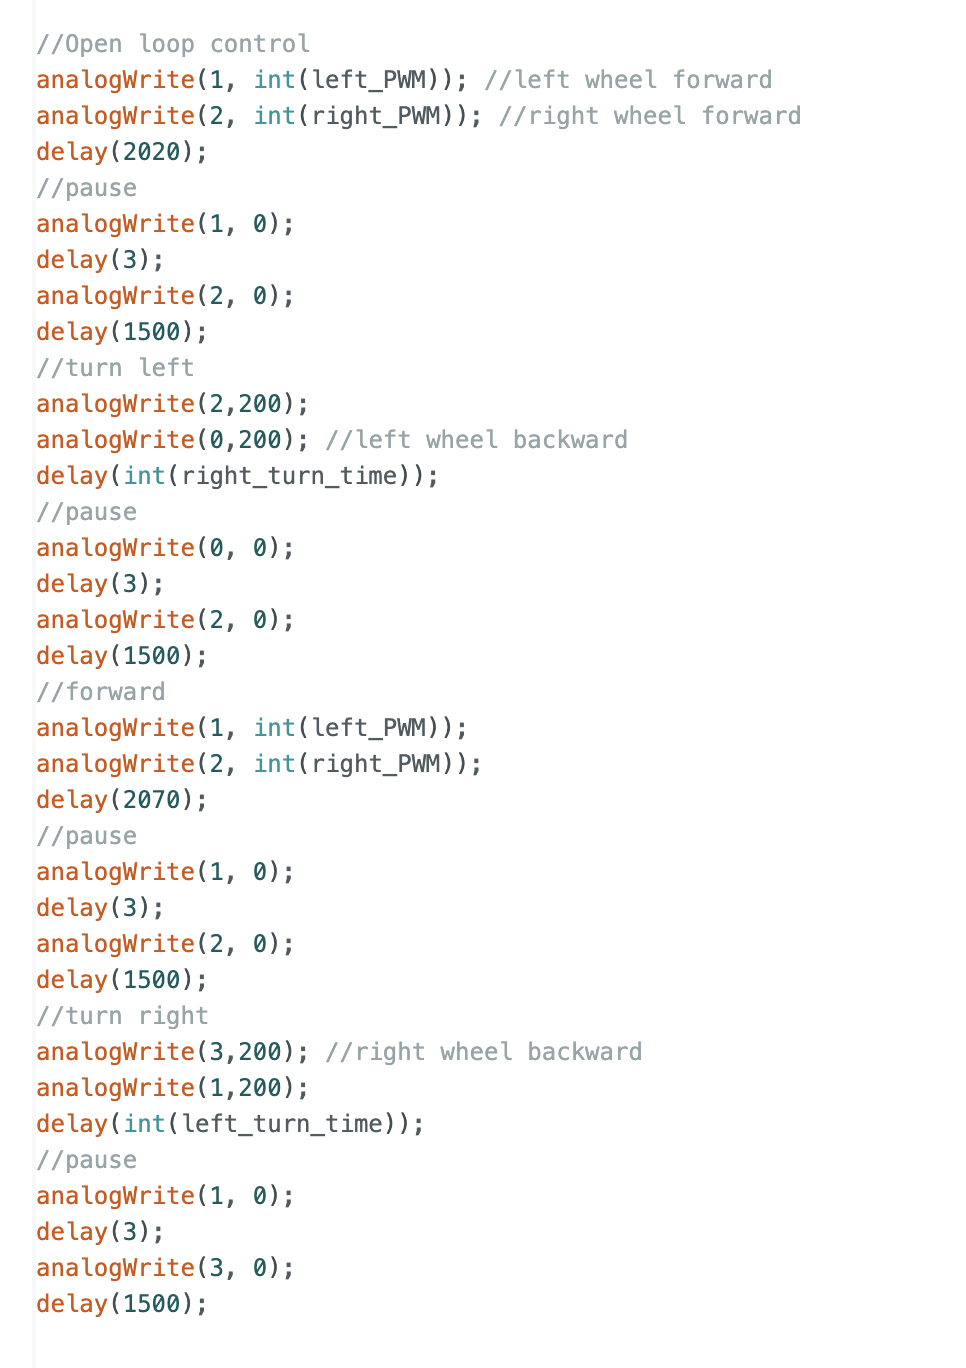 //Open loop control
analogWrite(1, int(left_PWM)); //left wheel forward
analogWrite(2, int(right_PWM)); //right wheel forward
delay(2020);
//pause
analogWrite(1, 0);
delay(3);
analogWrite(2, 0);
delay(1500);
//turn left
analogWrite(2,200);
analogWrite(0,200); //left wheel backward
delay(int(right_turn_time));
//pause
analogWrite(0, 0);
delay(3);
analogWrite(2, 0);
delay(1500);
//forward
analogWrite(1, int(left_PWM));
analogWrite(2, int(right_PWM));
delay(2070);
//pause
analogWrite(1, 0);
delay(3);
analogWrite(2, 0);
delay(1500);
//turn right
analogWrite(3,200); //right wheel backward
analogWrite(1,200);
delay(int(left_turn_time));
//pause
analogWrite(1, 0);
delay(3);
analogWrite(3, 0);
delay(1500);